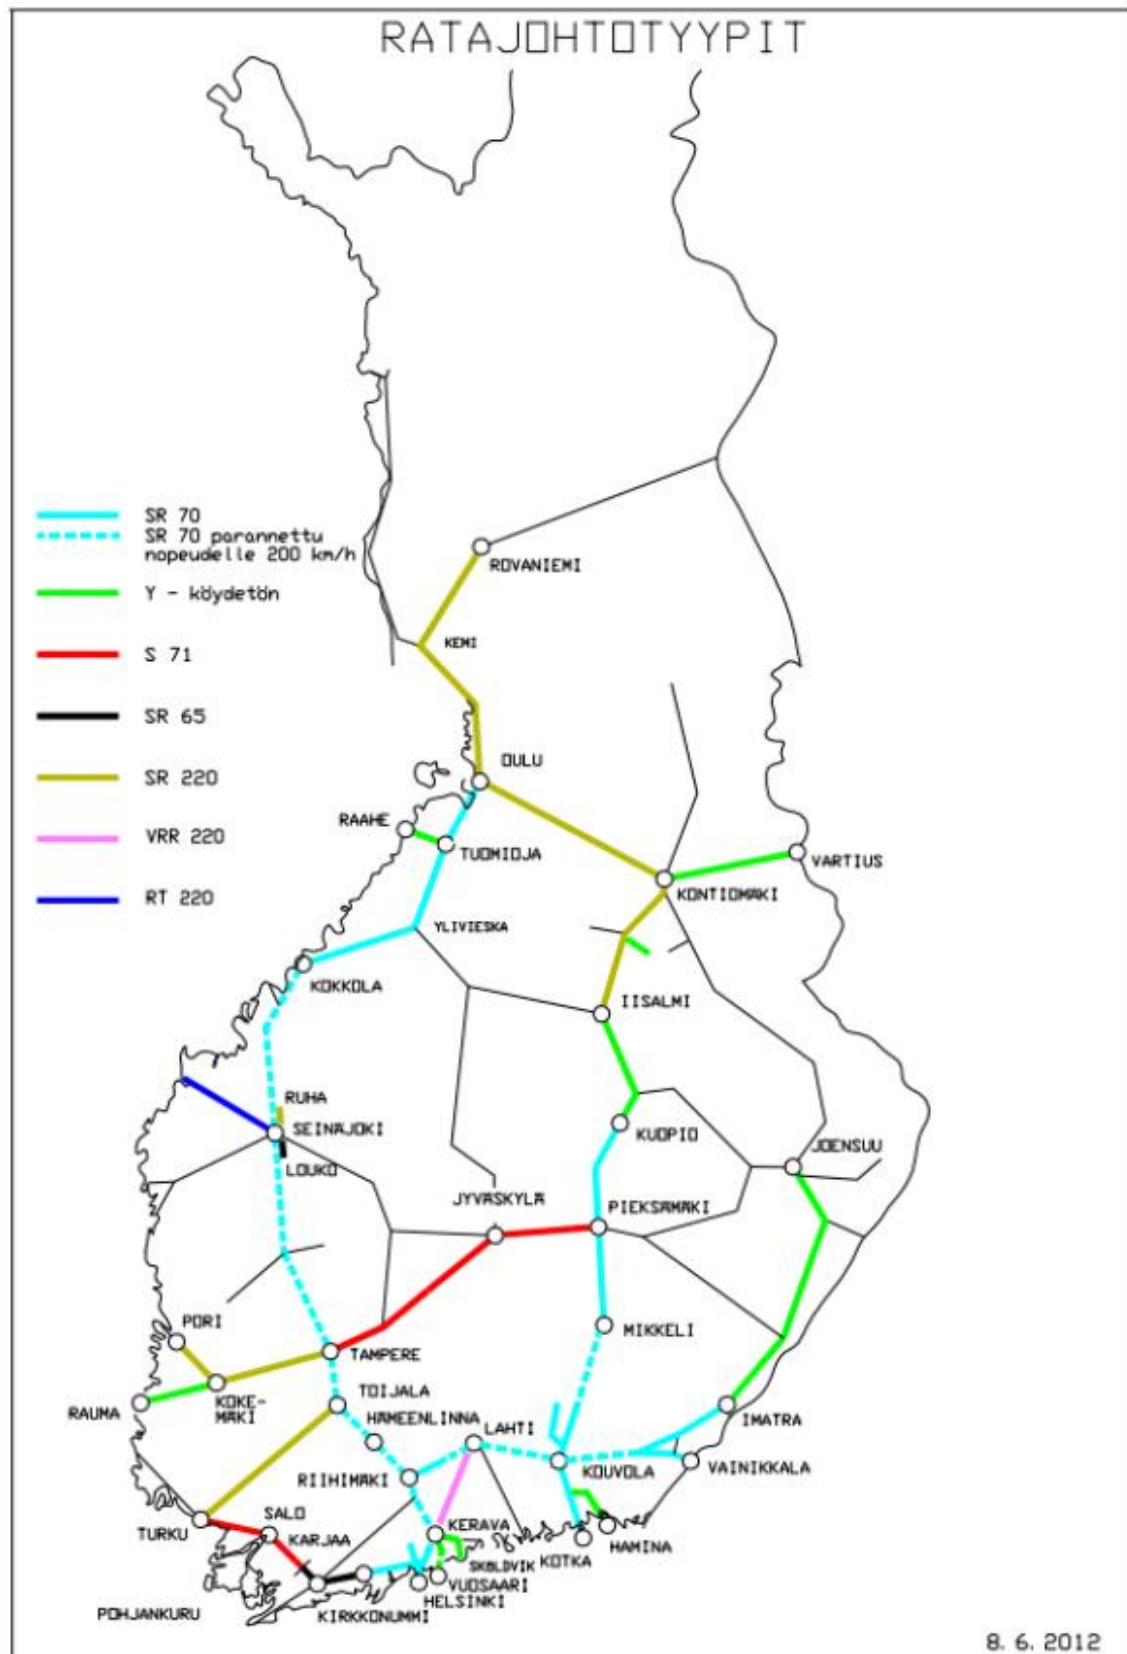 RATAJOHTOTYYPIT
SR 70
SR 70 parannettu
nopeudelle 200 km/h
Y - köydetön
S 71
SR 65
SR 220
VRR 220
RT 220
ROVANIEMI
KEMI
OULU
RAAHE
TUOMIOJA
VARTIUS
KONTIOMÄKI
YLIVIESKA
KOKKOLA
IISALMI
RUHA
SEINÄJOKI
LOUKO
KUOPIO
JOENSUU
JYVÄSKYLÄ
PIEKSÄMÄKI
PORI
MIKKELI
TAMPERE
RAUMA
KOKE-
MÄKI
TOIJALA
HÄMEENLINNA
LAHTI
IMATRA
RIIHIMÄKI
KOUVOLA
VAINIKKALA
TURKU
SALO
KARJAA
KERAVA
SKÖLDVIK
KOTKA
HAMINA
VUOSAARI
HELSINKI
POHJANKURU
KIRKKONUMMI
8. 6. 2012